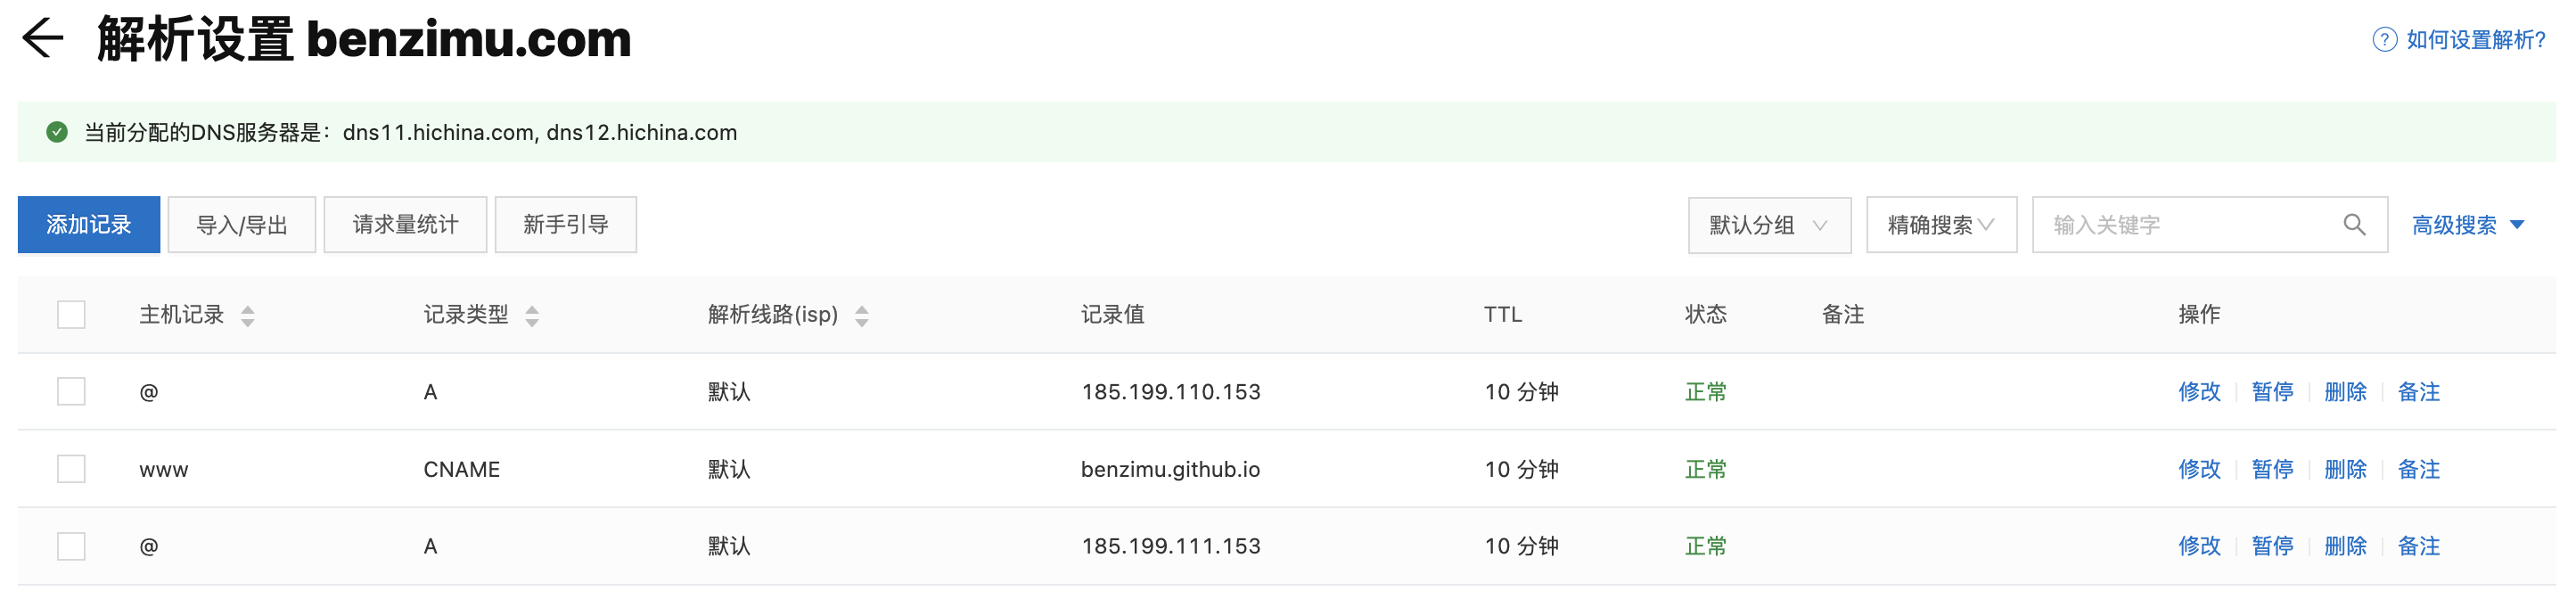 解析设置 benzimu.com
如何设置解析?
当前分配的DNS服务器是：dns11.hichina.com, dns12.hichina.com
添加记录 导入/导出 请求量统计 新手引导 默认分组 精确搜索 输入关键字 高级搜索
主机记录 记录类型 解析线路(isp) 记录值 TTL 状态 备注 操作
@ A 默认 185.199.110.153 10 分钟 正常 修改 暂停 删除 备注
www CNAME 默认 benzimu.github.io 10 分钟 正常 修改 暂停 删除 备注
@ A 默认 185.199.111.153 10 分钟 正常 修改 暂停 删除 备注